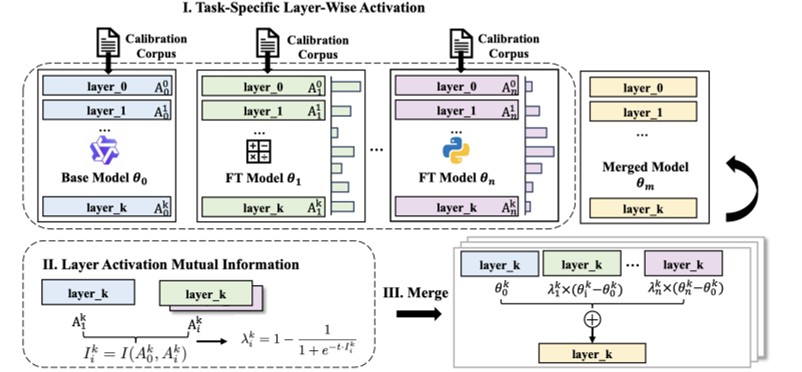 I. Task-Specific Layer-Wise Activation
Calibration
Corpus
Calibration
Corpus
Calibration
Corpus
layer_0 A₀⁰
layer_1 A₀¹
...
Base Model θ₀
layer_k A₀ᵏ
layer_0 A₁⁰
layer_1 A₁¹
...
FT Model θ₁
layer_k A₁ᵏ
...
layer_0 Aₙ⁰
layer_1 Aₙ¹
...
FT Model θₙ
layer_k Aₙᵏ
layer_0
layer_1
...
Merged Model
θₘ
layer_k
II. Layer Activation Mutual Information
layer_k
layer_k
A₁ᵏ
Aᵢᵏ
Iᵢᵏ = I(A₀ᵏ, Aᵢᵏ)
λᵢᵏ = 1 − 1 / (1 + e^(−t·Iᵢᵏ))
III. Merge
layer_k layer_k ... layer_k
θ₀ᵏ λ₁ᵏ×(θᵢᵏ−θ₀ᵏ) λₙᵏ×(θₙᵏ−θ₀ᵏ)
layer_k